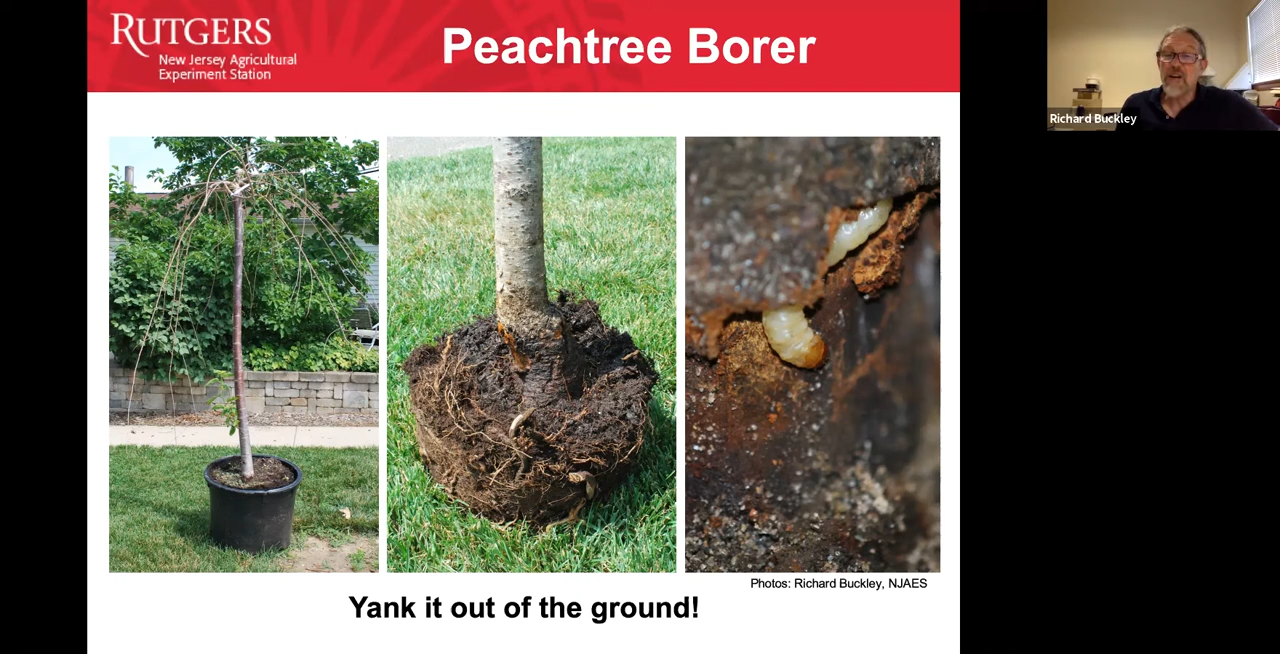 RUTGERS
New Jersey Agricultural
Experiment Station
Peachtree Borer
Richard Buckley
Photos: Richard Buckley, NJAES
Yank it out of the ground!